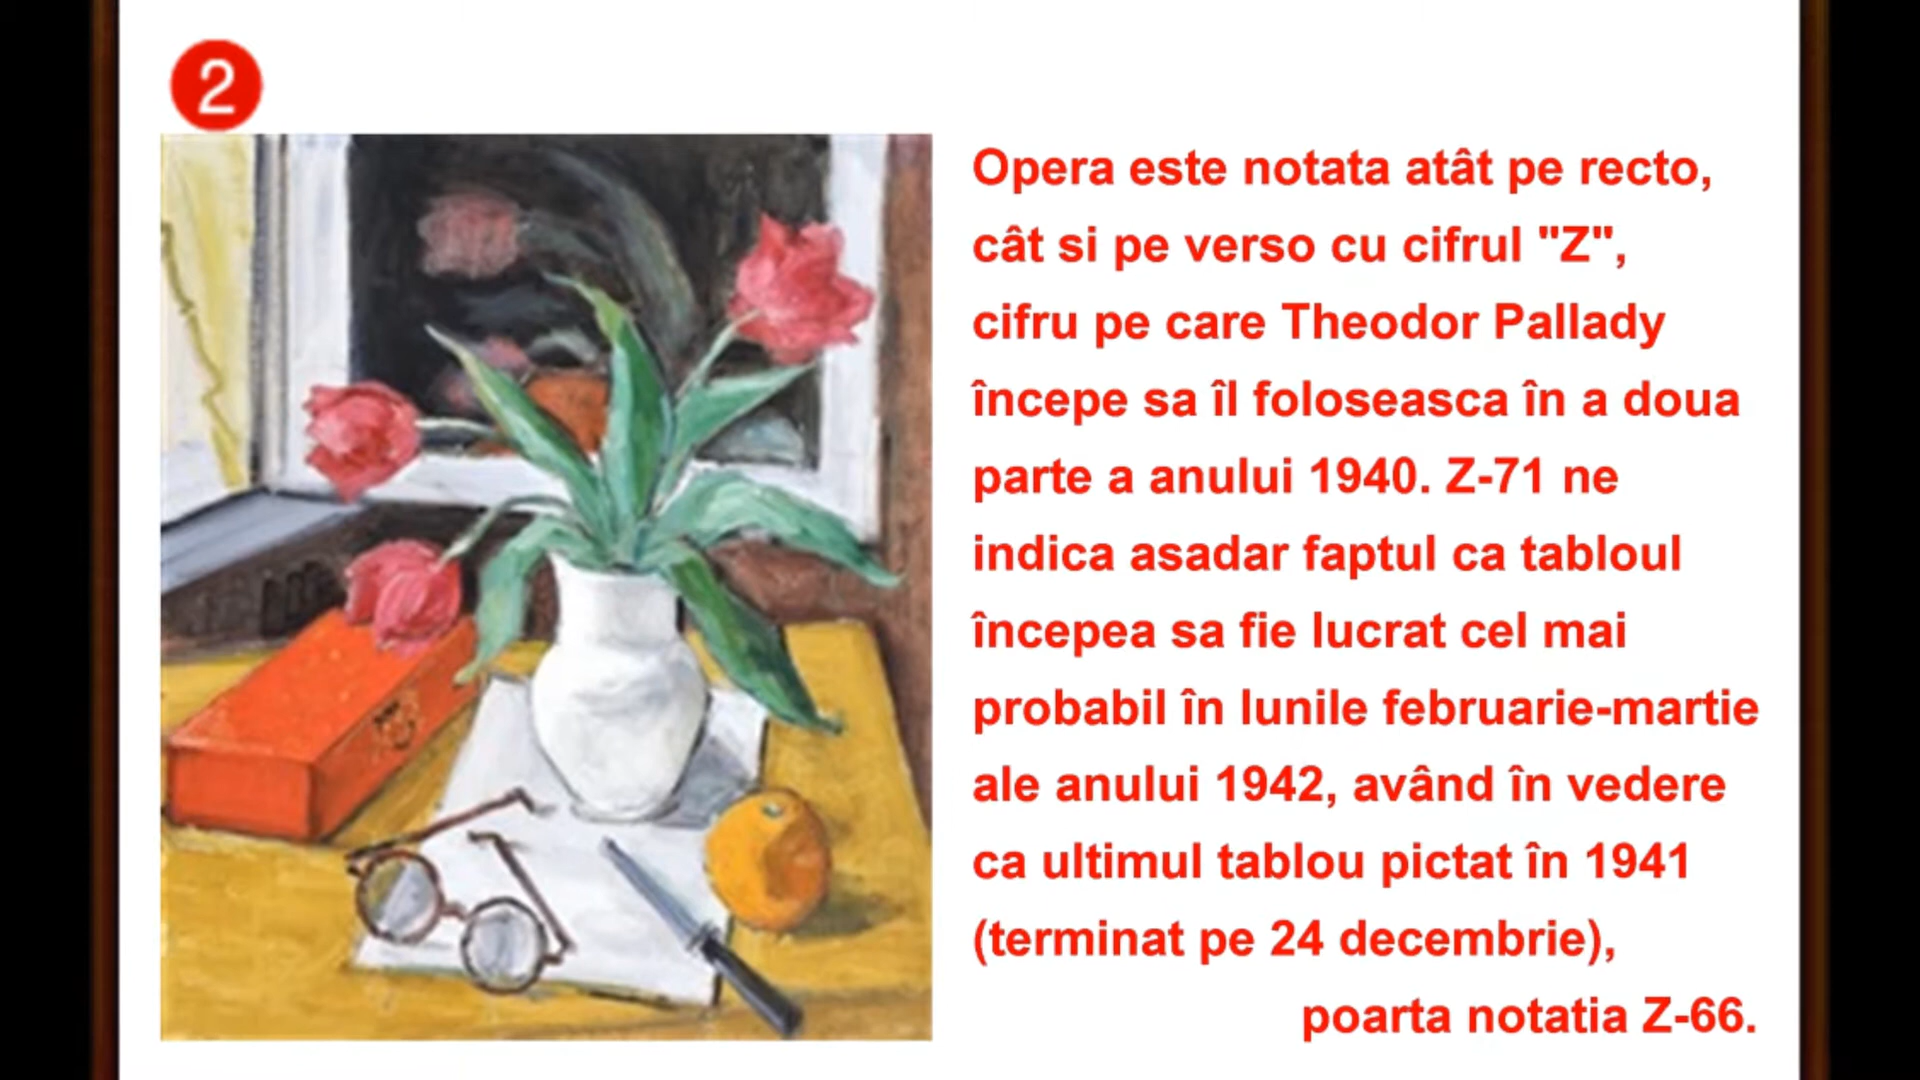 2
Opera este notata atât pe recto,
cât si pe verso cu cifrul "Z",
cifru pe care Theodor Pallady
începe sa îl foloseasca în a doua
parte a anului 1940. Z-71 ne
indica asadar faptul ca tabloul
începea sa fie lucrat cel mai
probabil în lunile februarie-martie
ale anului 1942, având în vedere
ca ultimul tablou pictat în 1941
(terminat pe 24 decembrie),
poarta notatia Z-66.